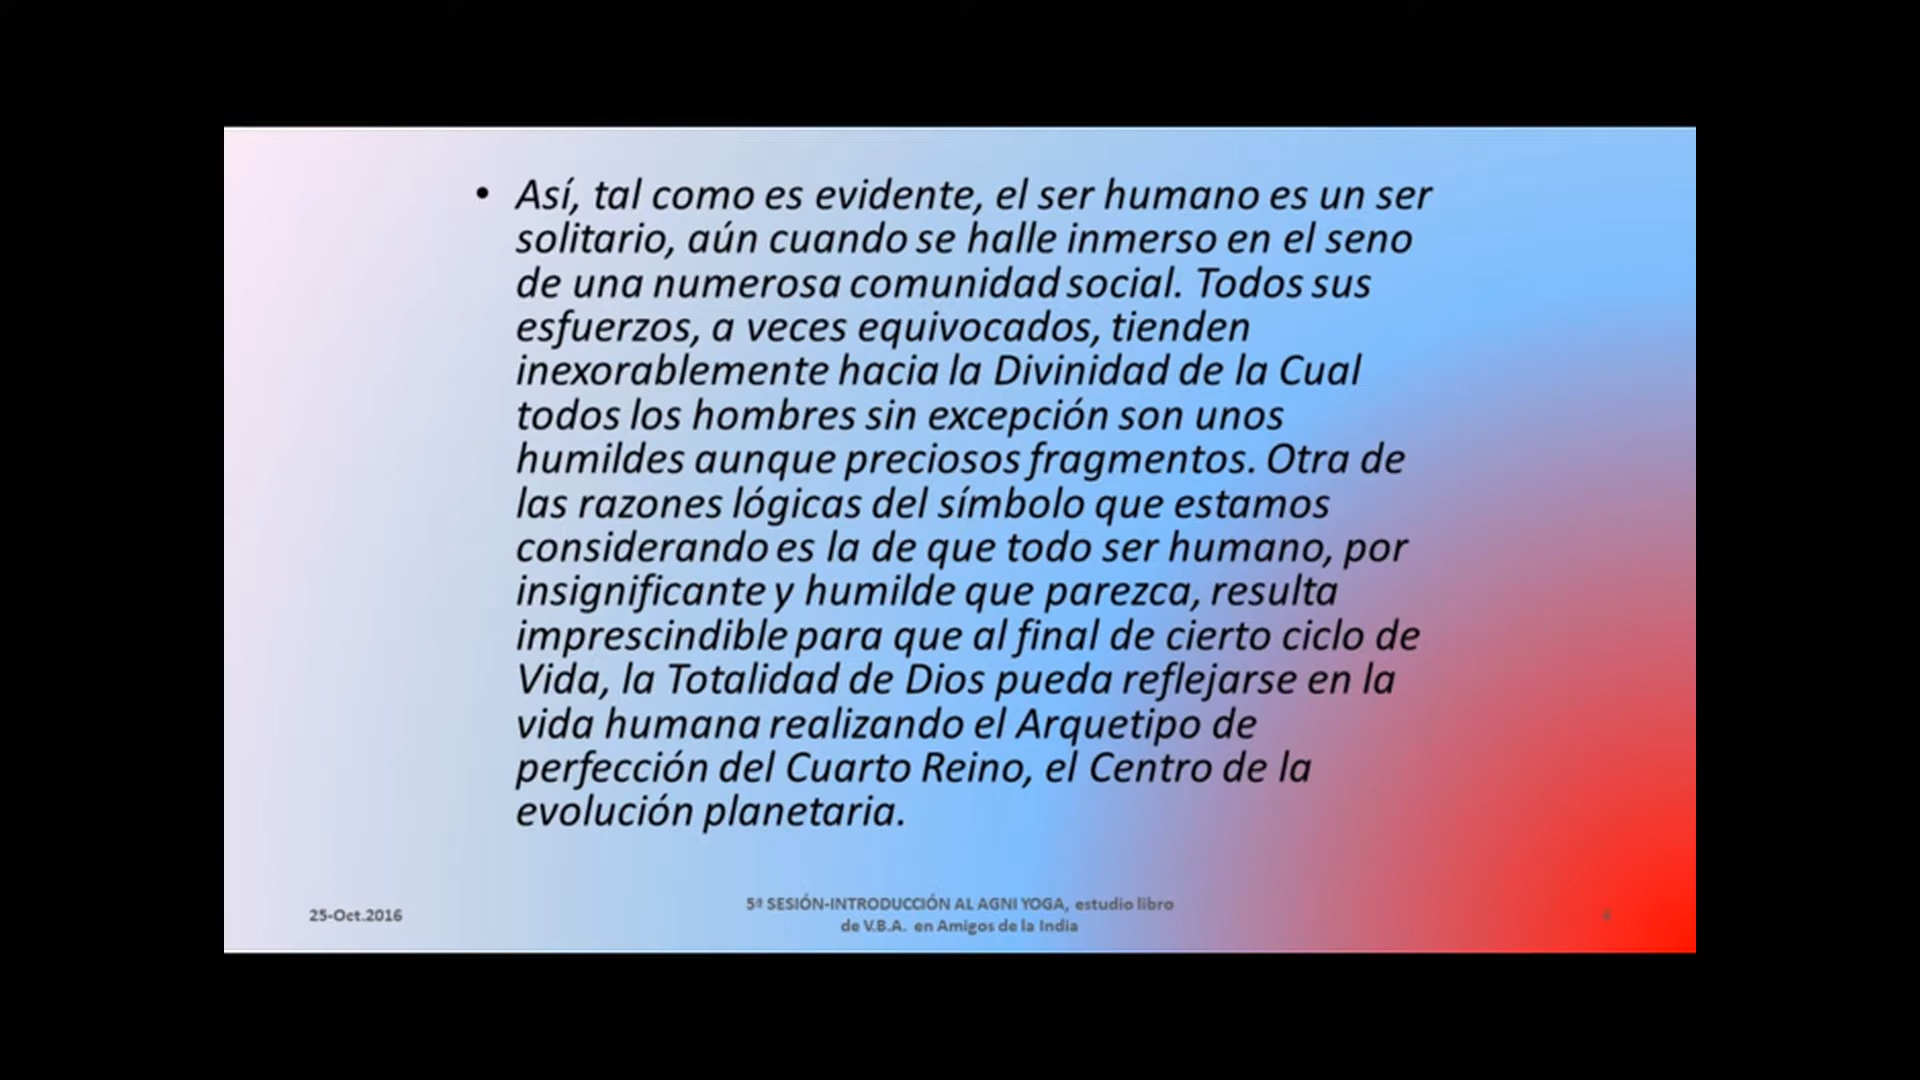 • Así, tal como es evidente, el ser humano es un ser
solitario, aún cuando se halle inmerso en el seno
de una numerosa comunidad social. Todos sus
esfuerzos, a veces equivocados, tienden
inexorablemente hacia la Divinidad de la Cual
todos los hombres sin excepción son unos
humildes aunque preciosos fragmentos. Otra de
las razones lógicas del símbolo que estamos
considerando es la de que todo ser humano, por
insignificante y humilde que parezca, resulta
imprescindible para que al final de cierto ciclo de
Vida, la Totalidad de Dios pueda reflejarse en la
vida humana realizando el Arquetipo de
perfección del Cuarto Reino, el Centro de la
evolución planetaria.
25-Oct.2016
5ª SESIÓN-INTRODUCCIÓN AL AGNI YOGA, estudio libro
de V.B.A. en Amigos de la India